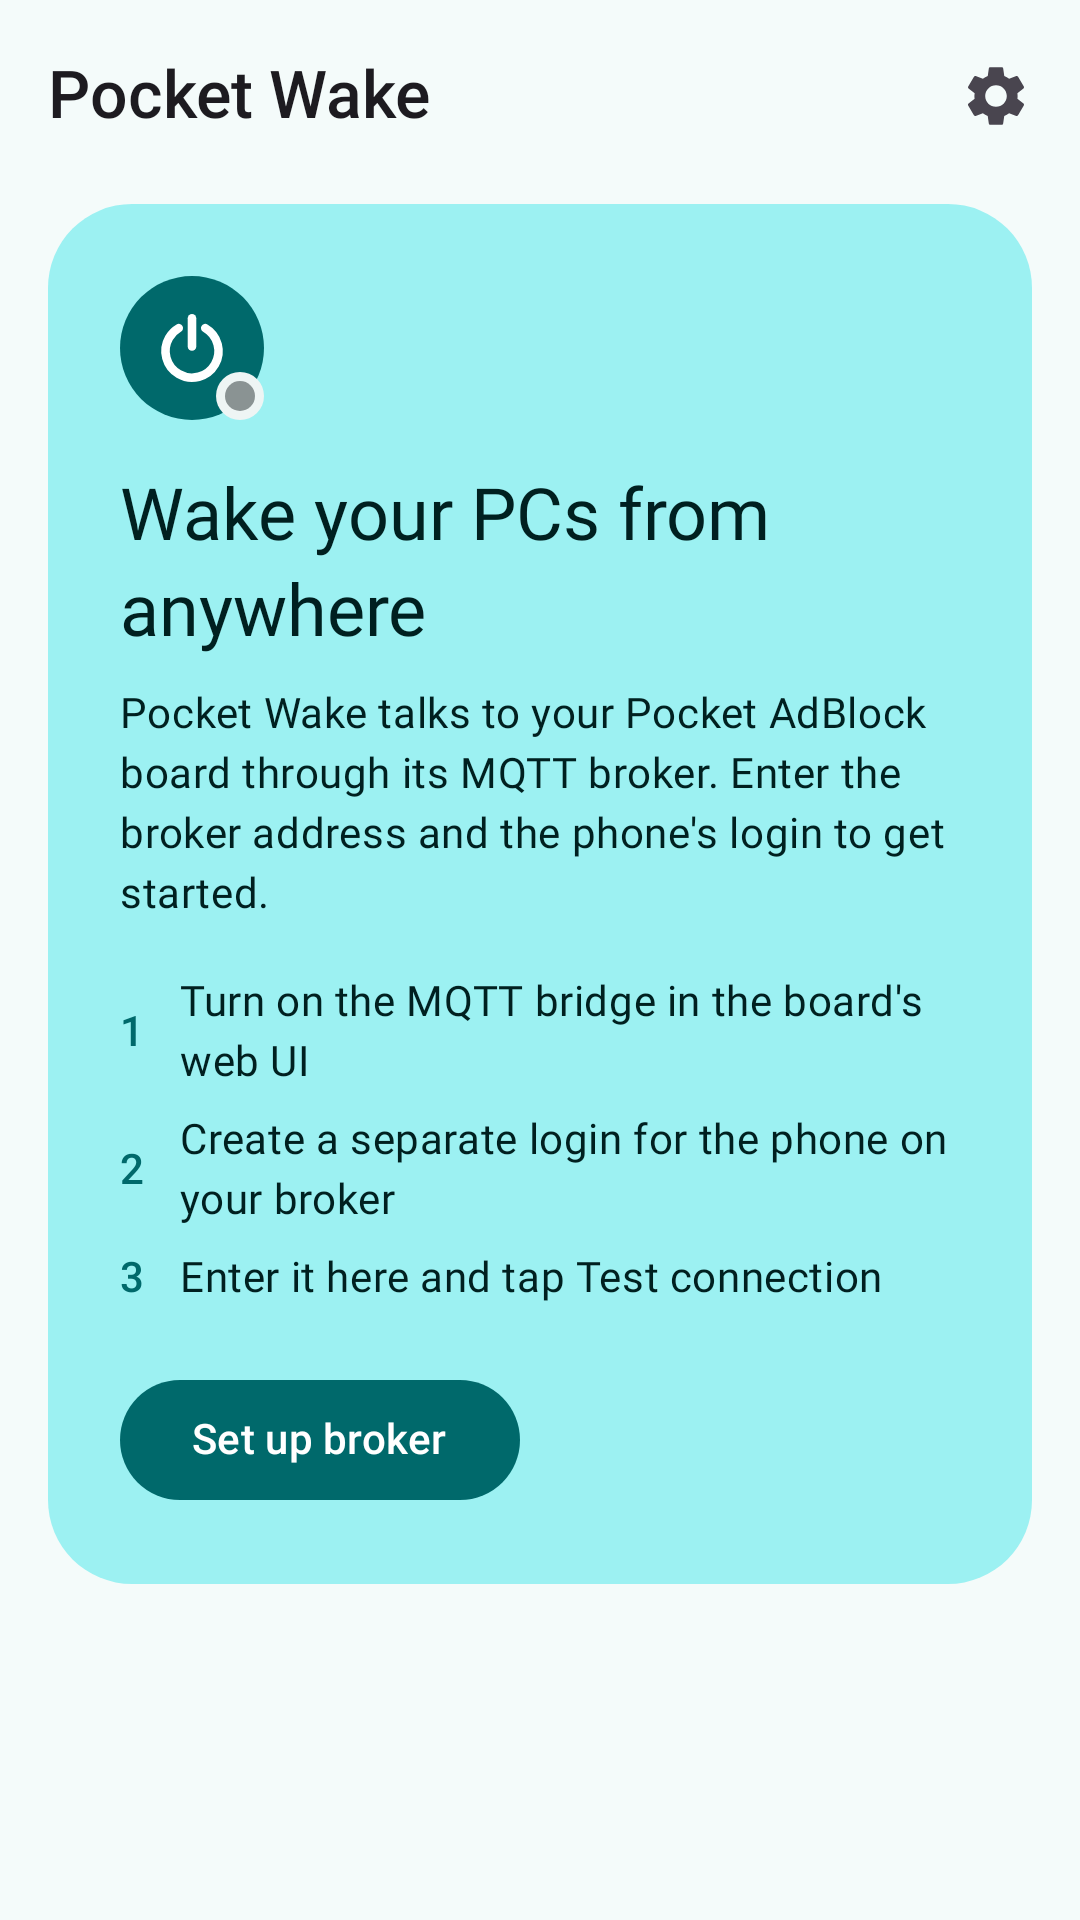 Pocket Wake
Wake your PCs from
anywhere
Pocket Wake talks to your Pocket AdBlock
board through its MQTT broker. Enter the
broker address and the phone's login to get
started.
1 Turn on the MQTT bridge in the board's
web UI
2 Create a separate login for the phone on
your broker
3 Enter it here and tap Test connection
Set up broker